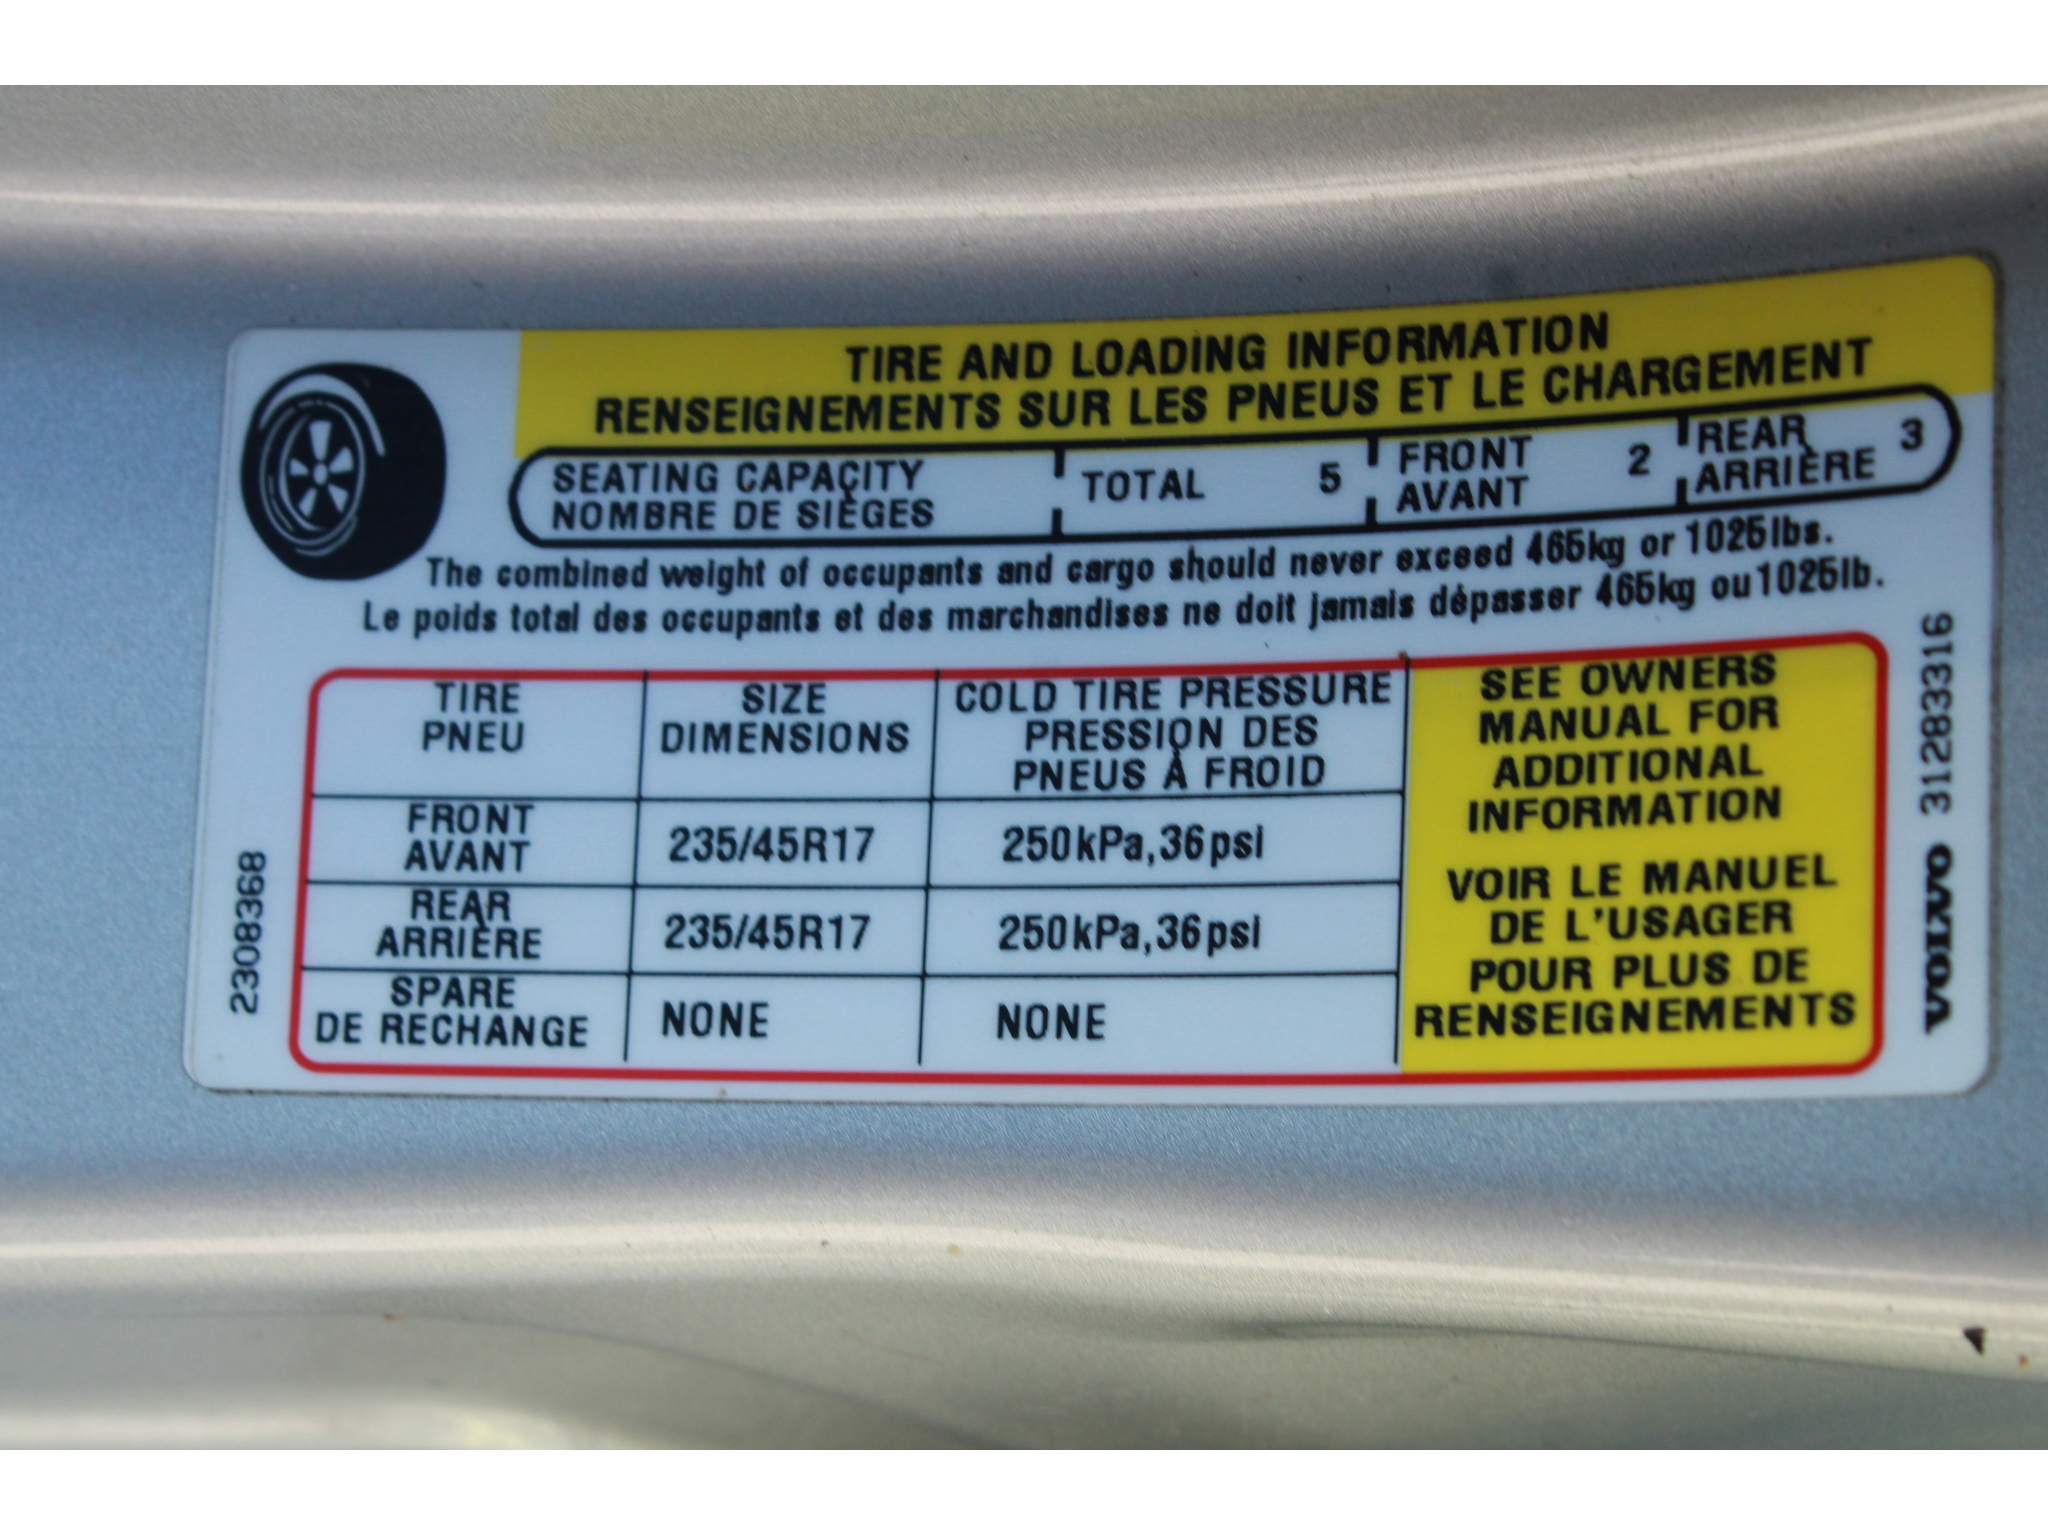 TIRE AND LOADING INFORMATION
RENSEIGNEMENTS SUR LES PNEUS ET LE CHARGEMENT
SEATING CAPACITY
NOMBRE DE SIÈGES
TOTAL 5
FRONT
AVANT
2
REAR
ARRIÈRE
3
The combined weight of occupants and cargo should never exceed 465kg or 1025lbs.
Le poids total des occupants et des marchandises ne doit jamais dépasser 465kg ou 1025lb.
TIRE
PNEU
SIZE
DIMENSIONS
COLD TIRE PRESSURE
PRESSION DES
PNEUS À FROID
FRONT
AVANT
235/45R17
250kPa,36psi
REAR
ARRIÈRE
235/45R17
250kPa,36psi
SPARE
DE RECHANGE
NONE
NONE
SEE OWNERS
MANUAL FOR
ADDITIONAL
INFORMATION
VOIR LE MANUEL
DE L'USAGER
POUR PLUS DE
RENSEIGNEMENTS
2308368
VOLVO 31283316